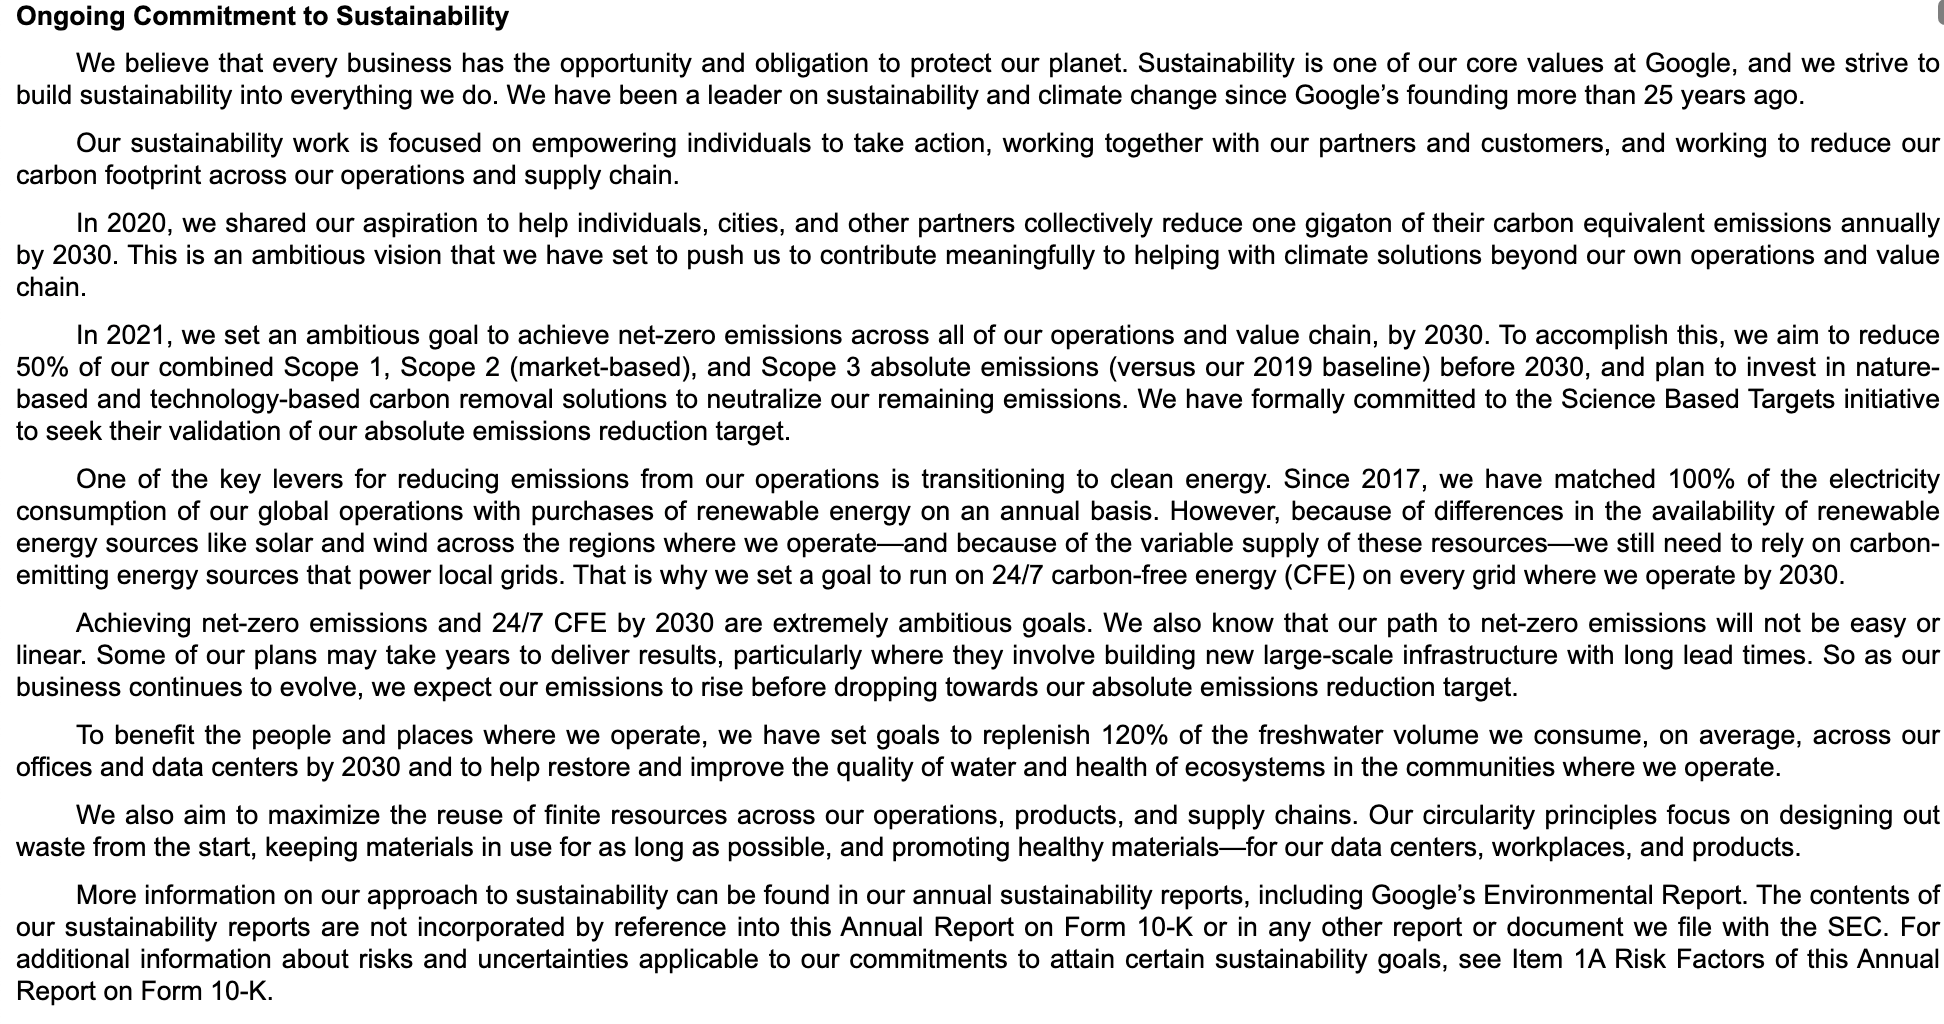 Ongoing Commitment to Sustainability
We believe that every business has the opportunity and obligation to protect our planet. Sustainability is one of our core values at Google, and we strive to
build sustainability into everything we do. We have been a leader on sustainability and climate change since Google’s founding more than 25 years ago.
Our sustainability work is focused on empowering individuals to take action, working together with our partners and customers, and working to reduce our
carbon footprint across our operations and supply chain.
In 2020, we shared our aspiration to help individuals, cities, and other partners collectively reduce one gigaton of their carbon equivalent emissions annually
by 2030. This is an ambitious vision that we have set to push us to contribute meaningfully to helping with climate solutions beyond our own operations and value
chain.
In 2021, we set an ambitious goal to achieve net-zero emissions across all of our operations and value chain, by 2030. To accomplish this, we aim to reduce
50% of our combined Scope 1, Scope 2 (market-based), and Scope 3 absolute emissions (versus our 2019 baseline) before 2030, and plan to invest in nature-
based and technology-based carbon removal solutions to neutralize our remaining emissions. We have formally committed to the Science Based Targets initiative
to seek their validation of our absolute emissions reduction target.
One of the key levers for reducing emissions from our operations is transitioning to clean energy. Since 2017, we have matched 100% of the electricity
consumption of our global operations with purchases of renewable energy on an annual basis. However, because of differences in the availability of renewable
energy sources like solar and wind across the regions where we operate—and because of the variable supply of these resources—we still need to rely on carbon-
emitting energy sources that power local grids. That is why we set a goal to run on 24/7 carbon-free energy (CFE) on every grid where we operate by 2030.
Achieving net-zero emissions and 24/7 CFE by 2030 are extremely ambitious goals. We also know that our path to net-zero emissions will not be easy or
linear. Some of our plans may take years to deliver results, particularly where they involve building new large-scale infrastructure with long lead times. So as our
business continues to evolve, we expect our emissions to rise before dropping towards our absolute emissions reduction target.
To benefit the people and places where we operate, we have set goals to replenish 120% of the freshwater volume we consume, on average, across our
offices and data centers by 2030 and to help restore and improve the quality of water and health of ecosystems in the communities where we operate.
We also aim to maximize the reuse of finite resources across our operations, products, and supply chains. Our circularity principles focus on designing out
waste from the start, keeping materials in use for as long as possible, and promoting healthy materials—for our data centers, workplaces, and products.
More information on our approach to sustainability can be found in our annual sustainability reports, including Google’s Environmental Report. The contents of
our sustainability reports are not incorporated by reference into this Annual Report on Form 10-K or in any other report or document we file with the SEC. For
additional information about risks and uncertainties applicable to our commitments to attain certain sustainability goals, see Item 1A Risk Factors of this Annual
Report on Form 10-K.